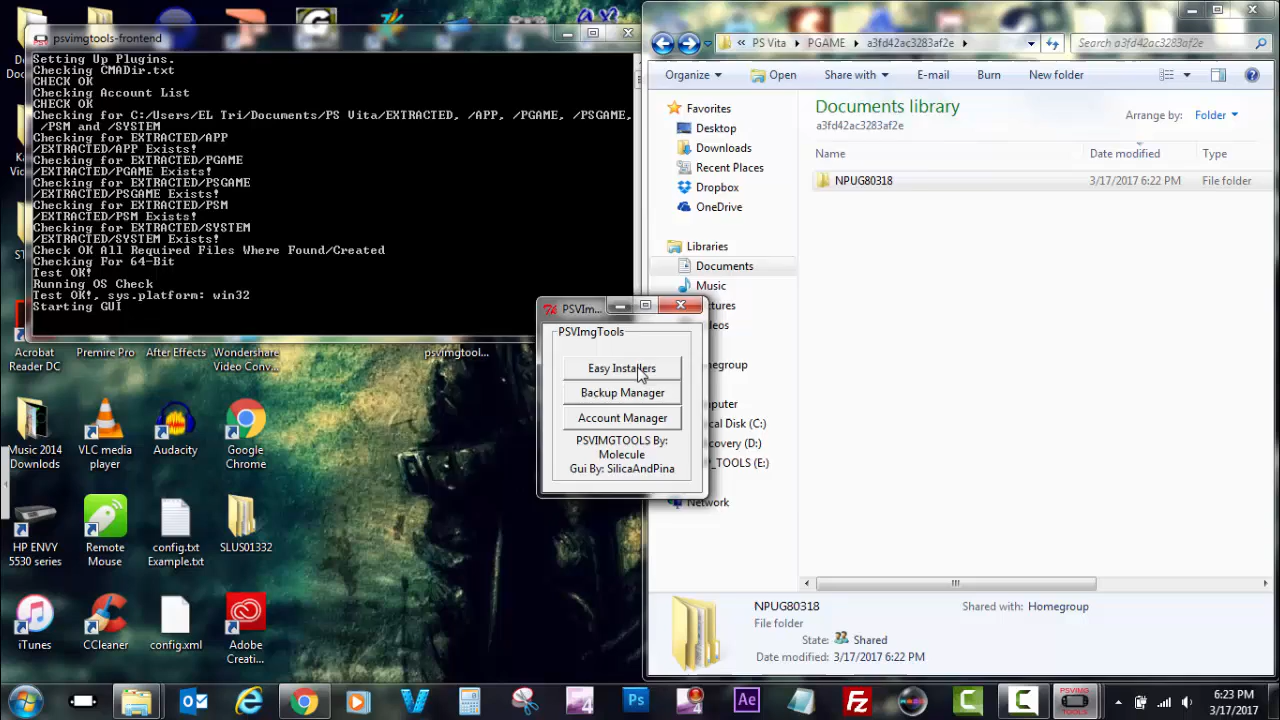 psvimgtools-frontend
Setting Up Plugins.
Checking CMADir.txt
CHECK OK
Checking Account List
CHECK OK
Checking for C:/Users/EL Tri/Documents/PS Vita/EXTRACTED, /APP, /PGAME, /PSGAME,
/PSM and /SYSTEM
Checking for EXTRACTED/APP
/EXTRACTED/APP Exists!
Checking for EXTRACTED/PGAME
/EXTRACTED/PGAME Exists!
Checking for EXTRACTED/PSGAME
/EXTRACTED/PSGAME Exists!
Checking for EXTRACTED/PSM
/EXTRACTED/PSM Exists!
Checking for EXTRACTED/SYSTEM
/EXTRACTED/SYSTEM Exists!
Check OK All Required Files Where Found/Created
Checking For 64-Bit
Test OK!
Running OS Check
Test OK!, sys.platform: win32
Starting GUI
PS Vita
PGAME
a3fd42ac3283af2e
Search a3fd42ac3283af2e
Organize
Open
Share with
E-mail
Burn
New folder
Favorites
Desktop
Downloads
Recent Places
Dropbox
OneDrive
Libraries
Documents
Music
Network
Documents library
a3fd42ac3283af2e
Arrange by: Folder
Name
Date modified
Type
NPUG80318
3/17/2017 6:22 PM
File folder
PSVIm...
PSVImgTools
Easy Installers
Backup Manager
Account Manager
PSVIMGTOOLS By:
Molecule
Gui By: SilicaAndPina
(C:)
(D:)
_TOOLS (E:)
NPUG80318
File folder
State: Shared
Date modified: 3/17/2017 6:22 PM
Shared with: Homegroup
Acrobat
Reader DC
Premire Pro
After Effects
Wondershare
Video Conv...
psvimgtool...
Music 2014
Downlods
VLC media
player
Audacity
Google
Chrome
HP ENVY
5530 series
Remote
Mouse
config.txt
Example.txt
SLUS01332
iTunes
CCleaner
config.xml
Adobe
Creati...
Ps
Ae
PSVIMG
TOOLS
6:23 PM
3/17/2017